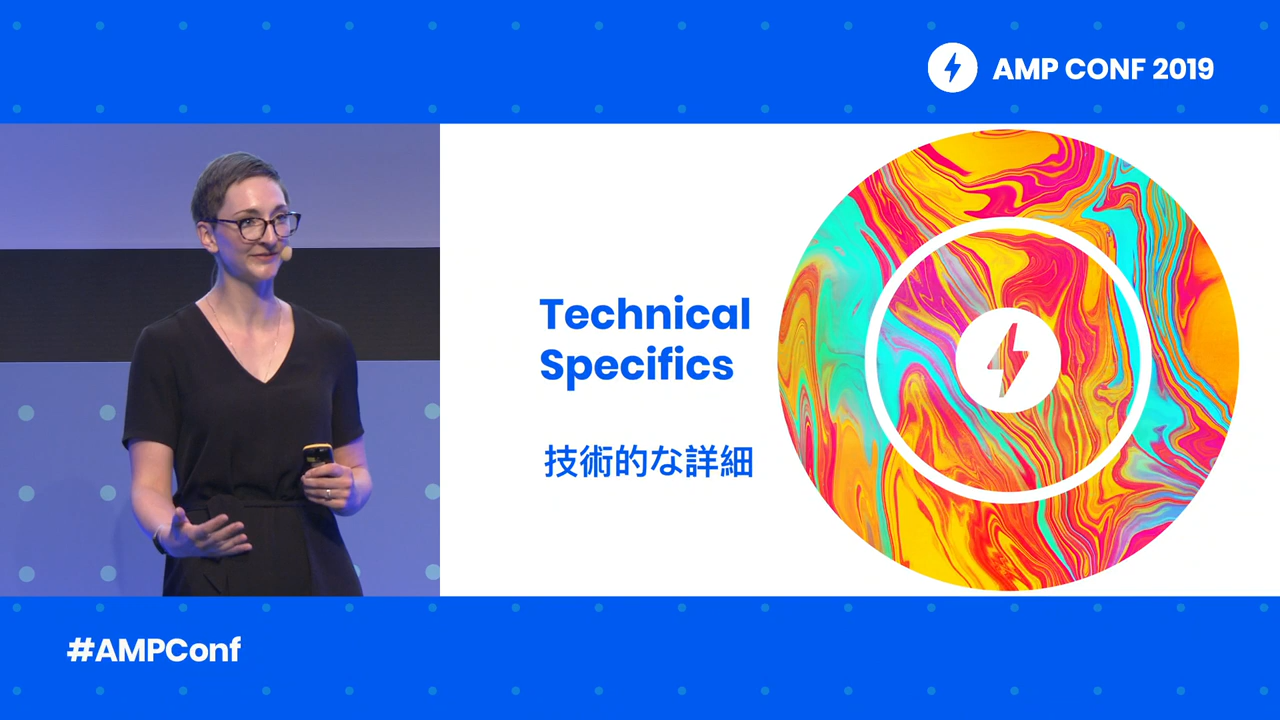 AMP CONF 2019
Technical
Specifics
技術的な詳細
#AMPConf